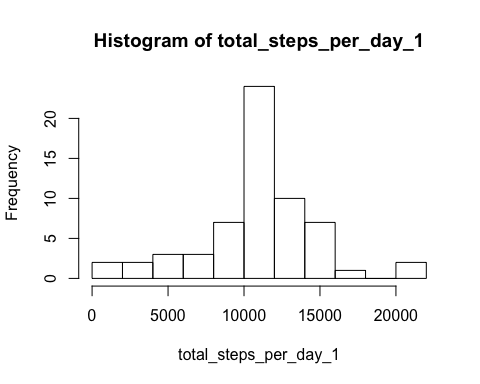 Histogram of total_steps_per_day_1
Frequency
20
15
10
5
0
0 5000 10000 15000 20000
total_steps_per_day_1